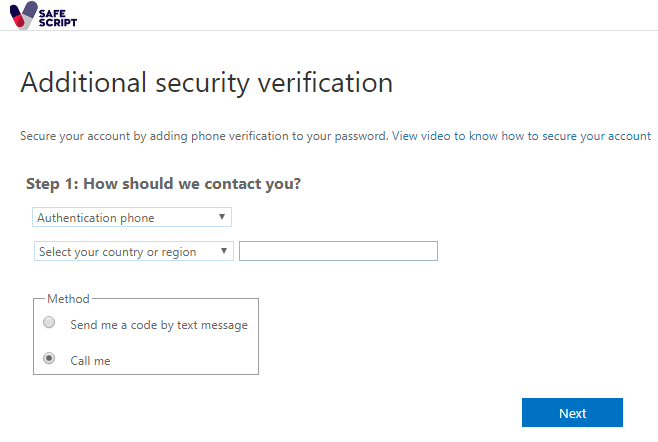 SAFE
SCRIPT
Additional security verification
Secure your account by adding phone verification to your password. View video to know how to secure your account
Step 1: How should we contact you?
Authentication phone
Select your country or region
Method
Send me a code by text message
Call me
Next